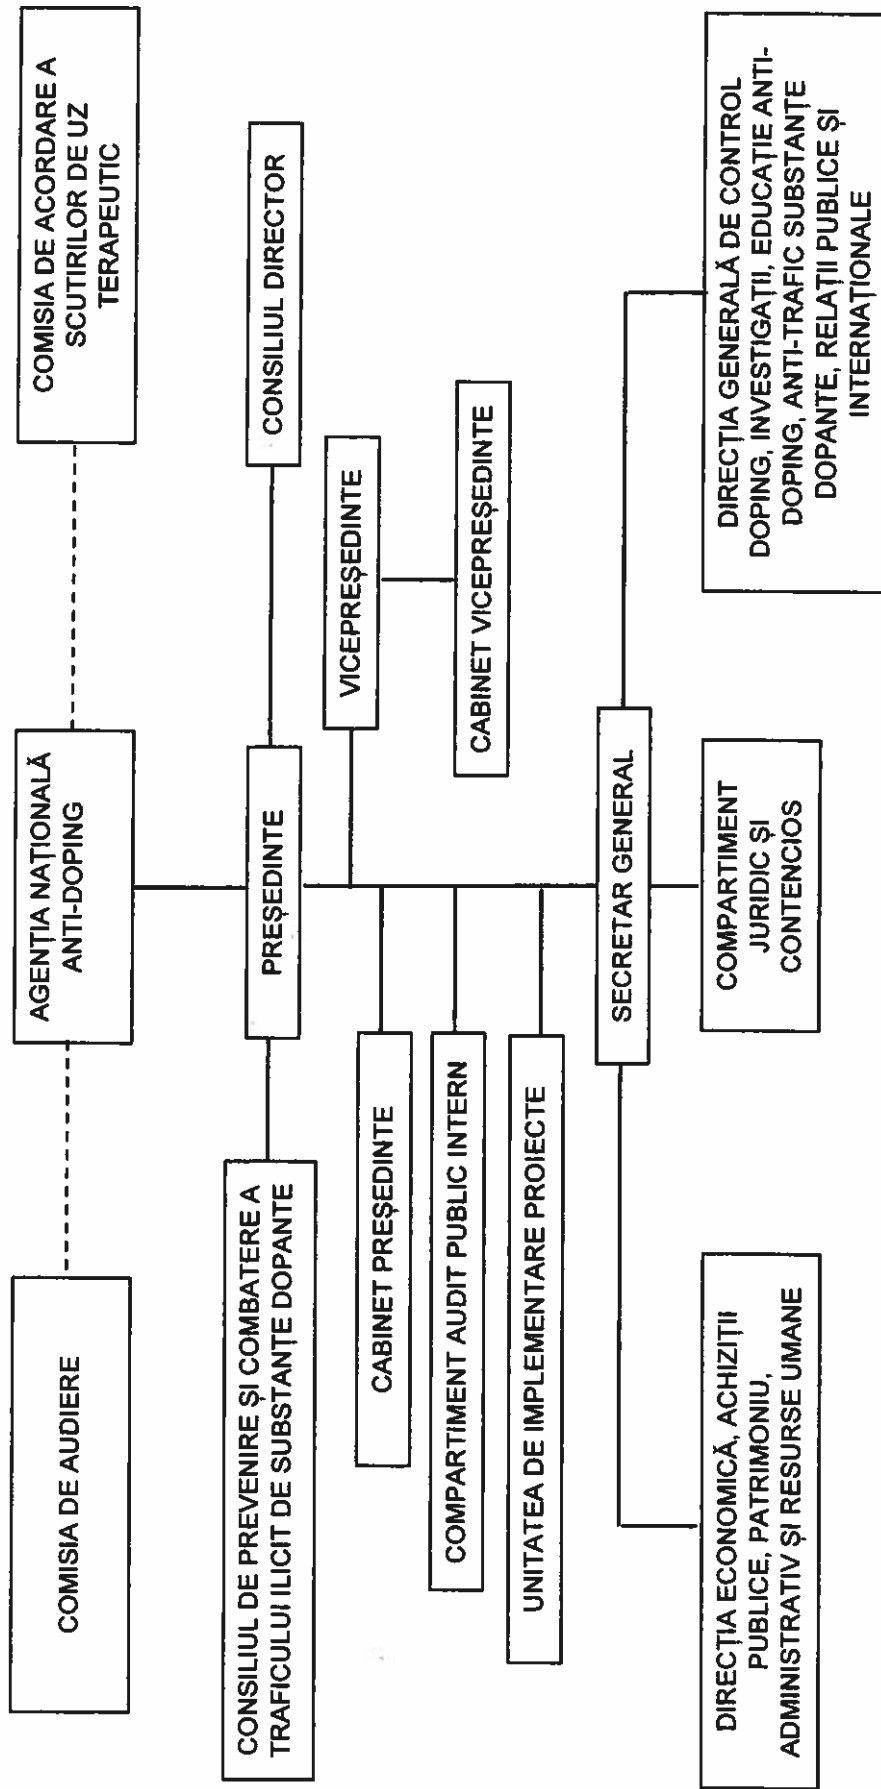 COMISIA DE AUDIERE
AGENȚIA NAȚIONALĂ
ANTI-DOPING
COMISIA DE ACORDARE A
SCUTIRILOR DE UZ
TERAPEUTIC
CONSILIUL DE PREVENIRE ȘI COMBATERE A
TRAFICULUI ILICIT DE SUBSTANȚE DOPANTE
PREȘEDINTE
CONSILIUL DIRECTOR
VICEPREȘEDINTE
CABINET PREȘEDINTE
CABINET VICEPREȘEDINTE
COMPARTIMENT AUDIT PUBLIC INTERN
UNITATEA DE IMPLEMENTARE PROIECTE
SECRETAR GENERAL
DIRECȚIA ECONOMICĂ, ACHIZIȚII
PUBLICE, PATRIMONIU,
ADMINISTRATIV ȘI RESURSE UMANE
COMPARTIMENT
JURIDIC ȘI
CONTENCIOS
DIRECȚIA GENERALĂ DE CONTROL
DOPING, INVESTIGAȚII, EDUCAȚIE ANTI-
DOPING, ANTI-TRAFIC SUBSTANȚE
DOPANTE, RELAȚII PUBLICE ȘI
INTERNAȚIONALE